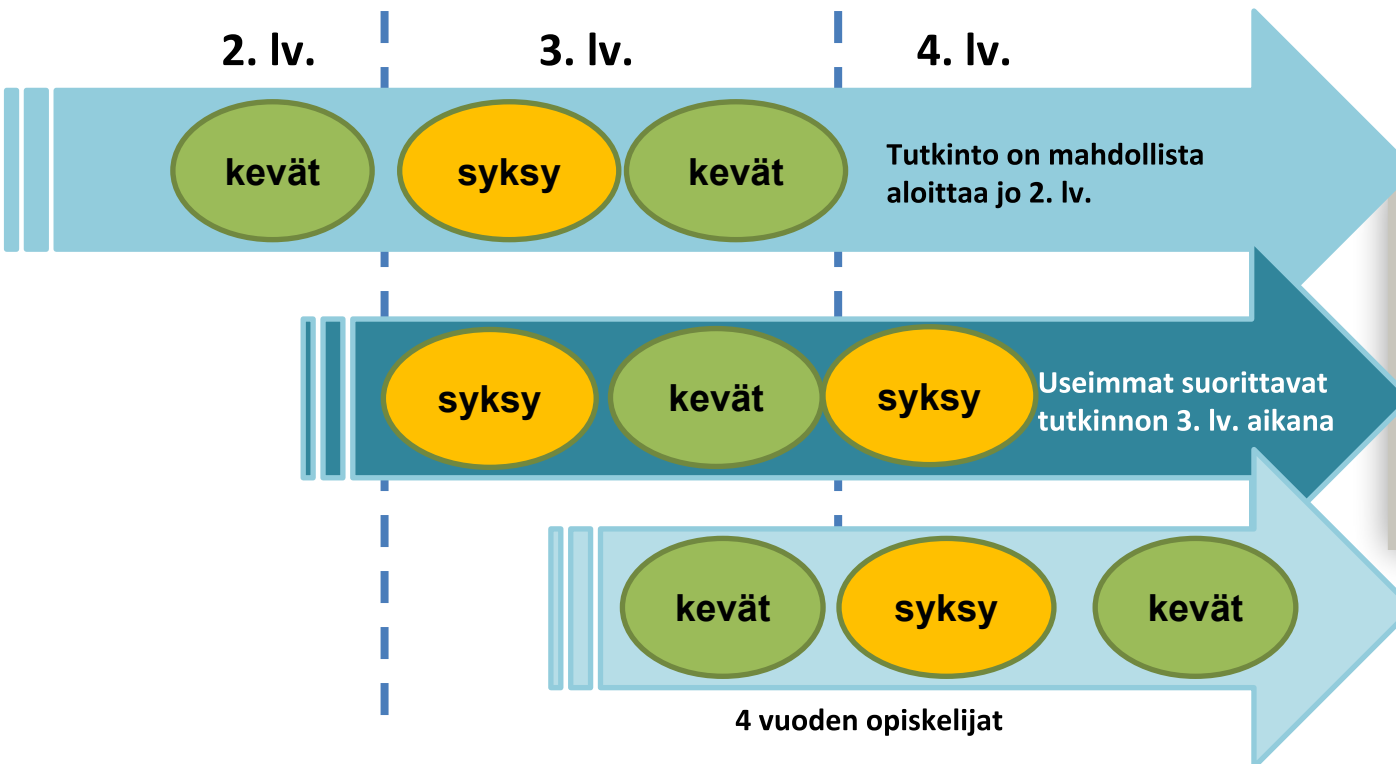 2. lv.
3. lv.
4. lv.
kevät
syksy
kevät
Tutkinto on mahdollista
aloittaa jo 2. lv.
syksy
kevät
syksy
Useimmat suorittavat
tutkinnon 3. lv. aikana
kevät
syksy
kevät
4 vuoden opiskelijat